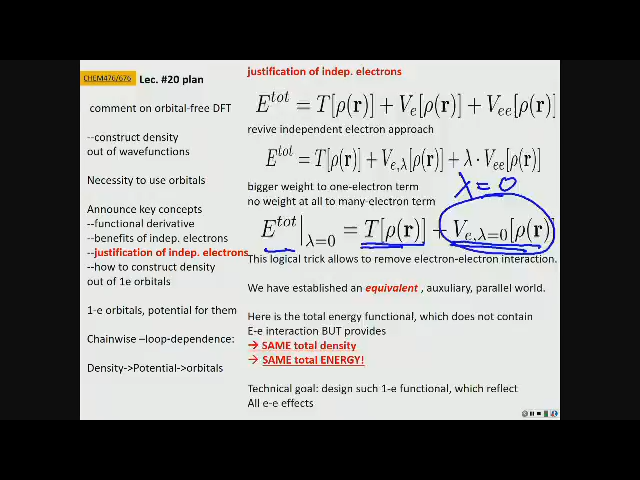 CHEM476/676
Lec. #20 plan
comment on orbital-free DFT
--construct density
out of wavefunctions
Necessity to use orbitals
Announce key concepts
--functional derivative
--benefits of indep. electrons
--justification of indep. electrons
--how to construct density
out of 1e orbitals
1-e orbitals, potential for them
Chainwise –loop-dependence:
Density->Potential->orbitals
justification of indep. electrons
E^{tot} = T[ρ(r)] + V_e[ρ(r)] + V_{ee}[ρ(r)]
revive independent electron approach
E^{tot} = T[ρ(r)] + V_{e,λ}[ρ(r)] + λ · V_{ee}[ρ(r)]
bigger weight to one-electron term
no weight at all to many-electron term
λ = 0
E^{tot}|_{λ=0} = T[ρ(r)] + V_{e,λ=0}[ρ(r)]
This logical trick allows to remove electron-electron interaction.
We have established an equivalent , auxuliary, parallel world.
Here is the total energy functional, which does not contain
E-e interaction BUT provides
→ SAME total density
→ SAME total ENERGY!
Technical goal: design such 1-e functional, which reflect
All e-e effects